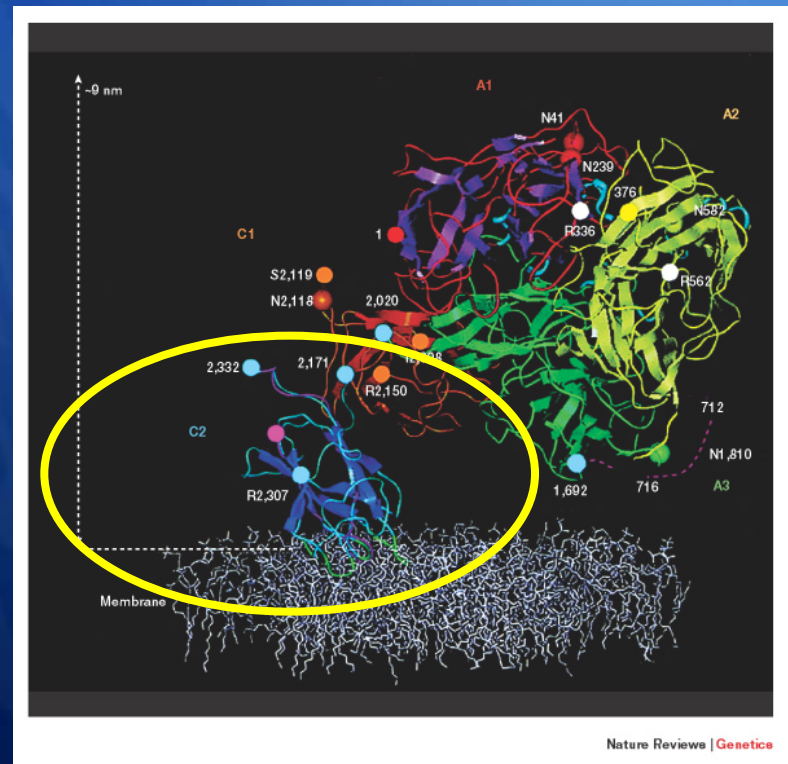 ~9 nm
A1
N41
A2
N239
376
N582
R336
C1
1
R562
S2,119
N2,118
2,020
2,332
2,171
R2,150
712
C2
N1,810
R2,307
1,692
716
A3
Membrane
Nature Reviews | Genetics